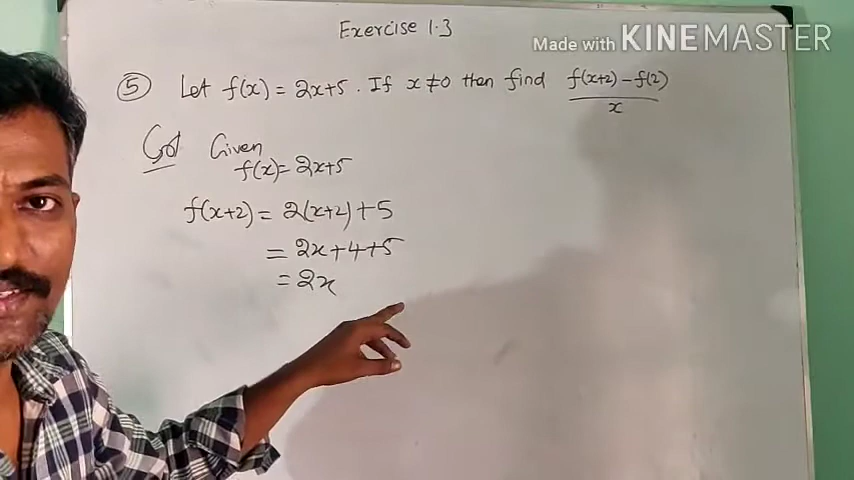 Exercise 1.3
Made with KINEMASTER
⑤ Let f(x) = 2x+5. If x ≠ 0 then find f(x+2) - f(2)
x
Sol Given
f(x) = 2x+5
f(x+2) = 2(x+2)+5
= 2x+4+5
= 2x